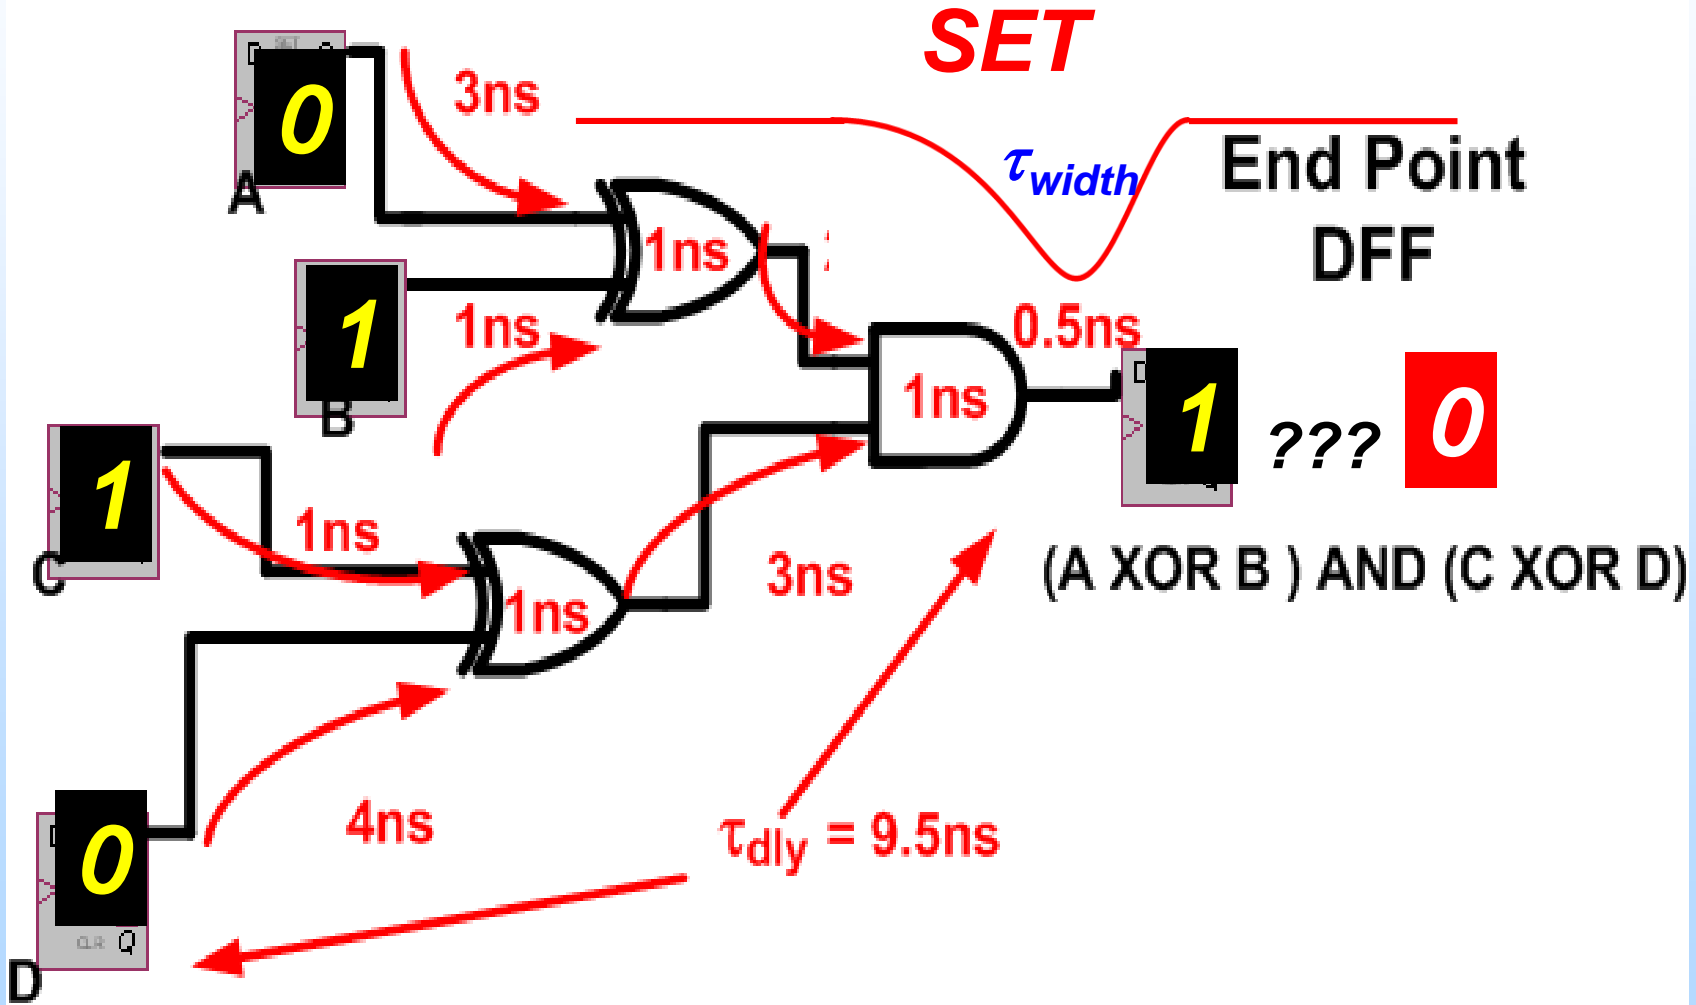 SET
0
3ns
A
τwidth
End Point
DFF
1ns
1
1ns
B
0.5ns
1ns
1
???
0
1
C
1ns
1ns
3ns
(A XOR B ) AND (C XOR D)
4ns
τdly = 9.5ns
0
CLR Q
D